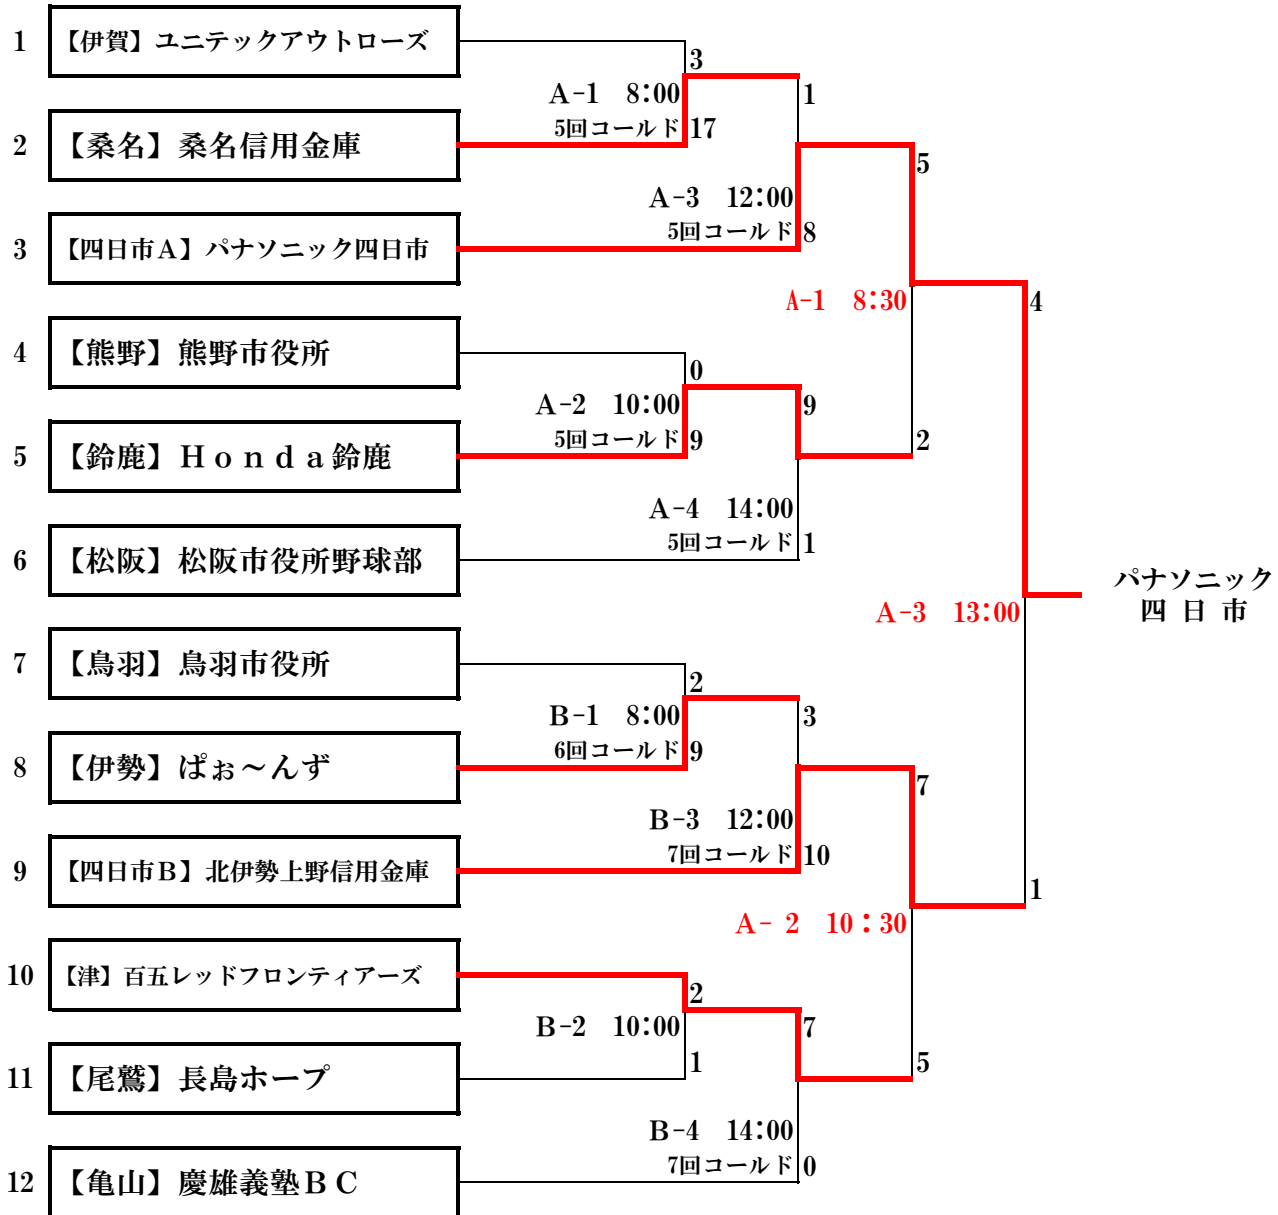 1 【伊賀】ユニテックアウトローズ
3
A-1 8:00
1
5回コールド 17
2 【桑名】桑名信用金庫
5
A-3 12:00
5回コールド 8
3 【四日市A】パナソニック四日市
A-1 8:30
4
4 【熊野】熊野市役所
0
A-2 10:00
9
5回コールド 9
2
5 【鈴鹿】Honda鈴鹿
A-4 14:00
5回コールド 1
6 【松阪】松阪市役所野球部
パナソニック
四日市
A-3 13:00
7 【鳥羽】鳥羽市役所
2
B-1 8:00
3
6回コールド 9
8 【伊勢】ぱぉ~んず
7
B-3 12:00
7回コールド 10
9 【四日市B】北伊勢上野信用金庫
1
A- 2 10:30
10 【津】百五レッドフロンティアーズ
2
B-2 10:00
7
1
5
11 【尾鷲】長島ホープ
B-4 14:00
7回コールド 0
12 【亀山】慶雄義塾BC